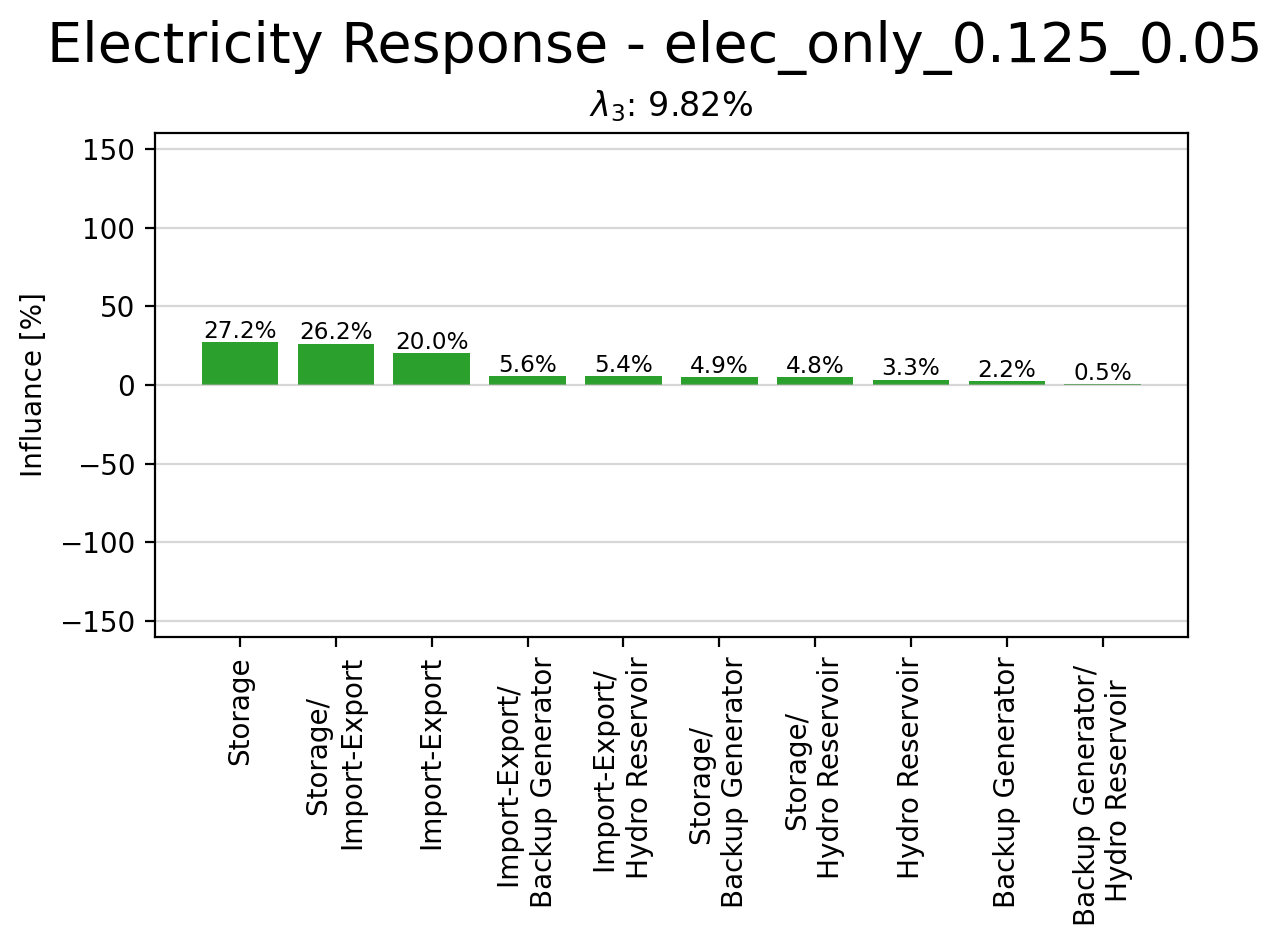 Electricity Response - elec_only_0.125_0.05
λ₃: 9.82%
Influance [%]
150
100
50
0
−50
−100
−150
27.2%
26.2%
20.0%
5.6%
5.4%
4.9%
4.8%
3.3%
2.2%
0.5%
Storage
Storage/
Import-Export
Import-Export
Import-Export/
Backup Generator
Import-Export/
Hydro Reservoir
Storage/
Backup Generator
Storage/
Hydro Reservoir
Hydro Reservoir
Backup Generator
Backup Generator/
Hydro Reservoir